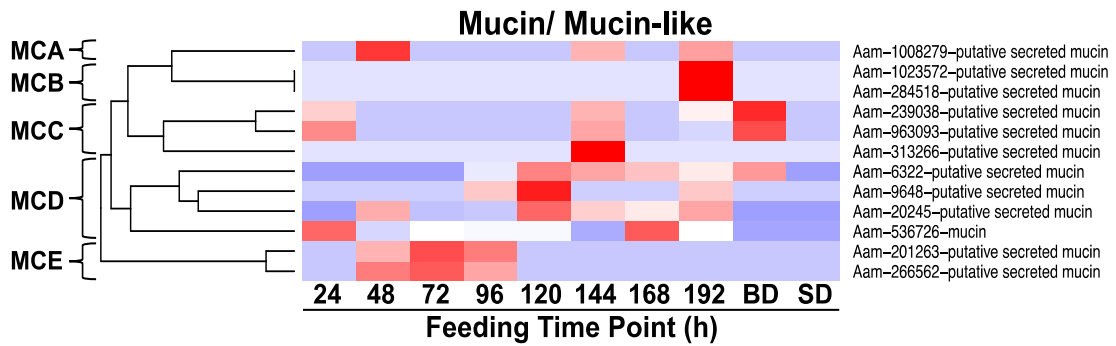 Mucin/ Mucin-like
MCA
MCB
MCC
MCD
MCE
Aam-1008279-putative secreted mucin
Aam-1023572-putative secreted mucin
Aam-284518-putative secreted mucin
Aam-239038-putative secreted mucin
Aam-963093-putative secreted mucin
Aam-313266-putative secreted mucin
Aam-6322-putative secreted mucin
Aam-9648-putative secreted mucin
Aam-20245-putative secreted mucin
Aam-536726-mucin
Aam-201263-putative secreted mucin
Aam-266562-putative secreted mucin
24 48 72 96 120 144 168 192 BD SD
Feeding Time Point (h)